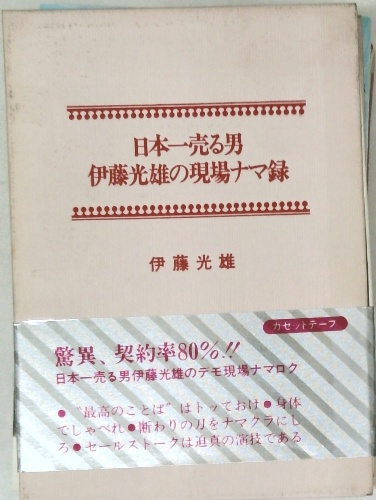 日本一売る男
伊藤光雄の現場ナマ録
伊藤光雄
カセットテープ
驚異、契約率80%!!
日本一売る男伊藤光雄のデモ現場ナマロク
●“最高のことば”はトッておけ●身体
でしゃべれ●断わりの刀をナマクラにし
ろ●セールストークは迫真の演技である